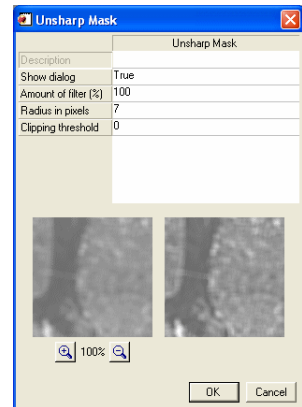 Unsharp Mask
Unsharp Mask
Description
Show dialog True
Amount of filter (%) 100
Radius in pixels 7
Clipping threshold 0
100%
OK Cancel